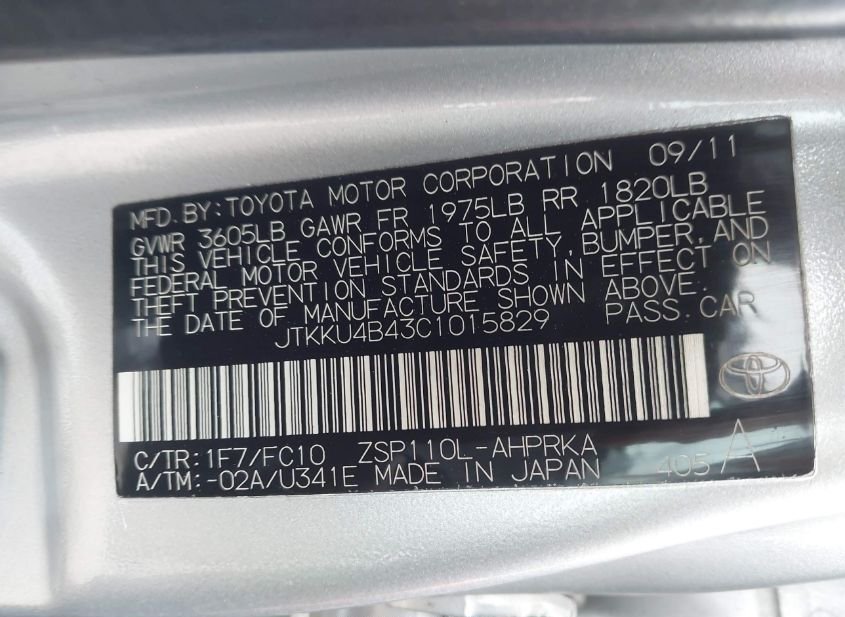 MFD. BY: TOYOTA MOTOR CORPORATION 09/11
GVWR 3605LB GAWR FR 1975LB RR 1820LB
THIS VEHICLE CONFORMS TO ALL APPLICABLE
FEDERAL MOTOR VEHICLE SAFETY, BUMPER, AND
THEFT PREVENTION STANDARDS IN EFFECT ON
THE DATE OF MANUFACTURE SHOWN ABOVE.
JTKKU4B43C1015829 PASS. CAR
C/TR: 1F7/FC10 ZSP110L-AHPRKA
A/TM: -02A/U341E MADE IN JAPAN 405 A